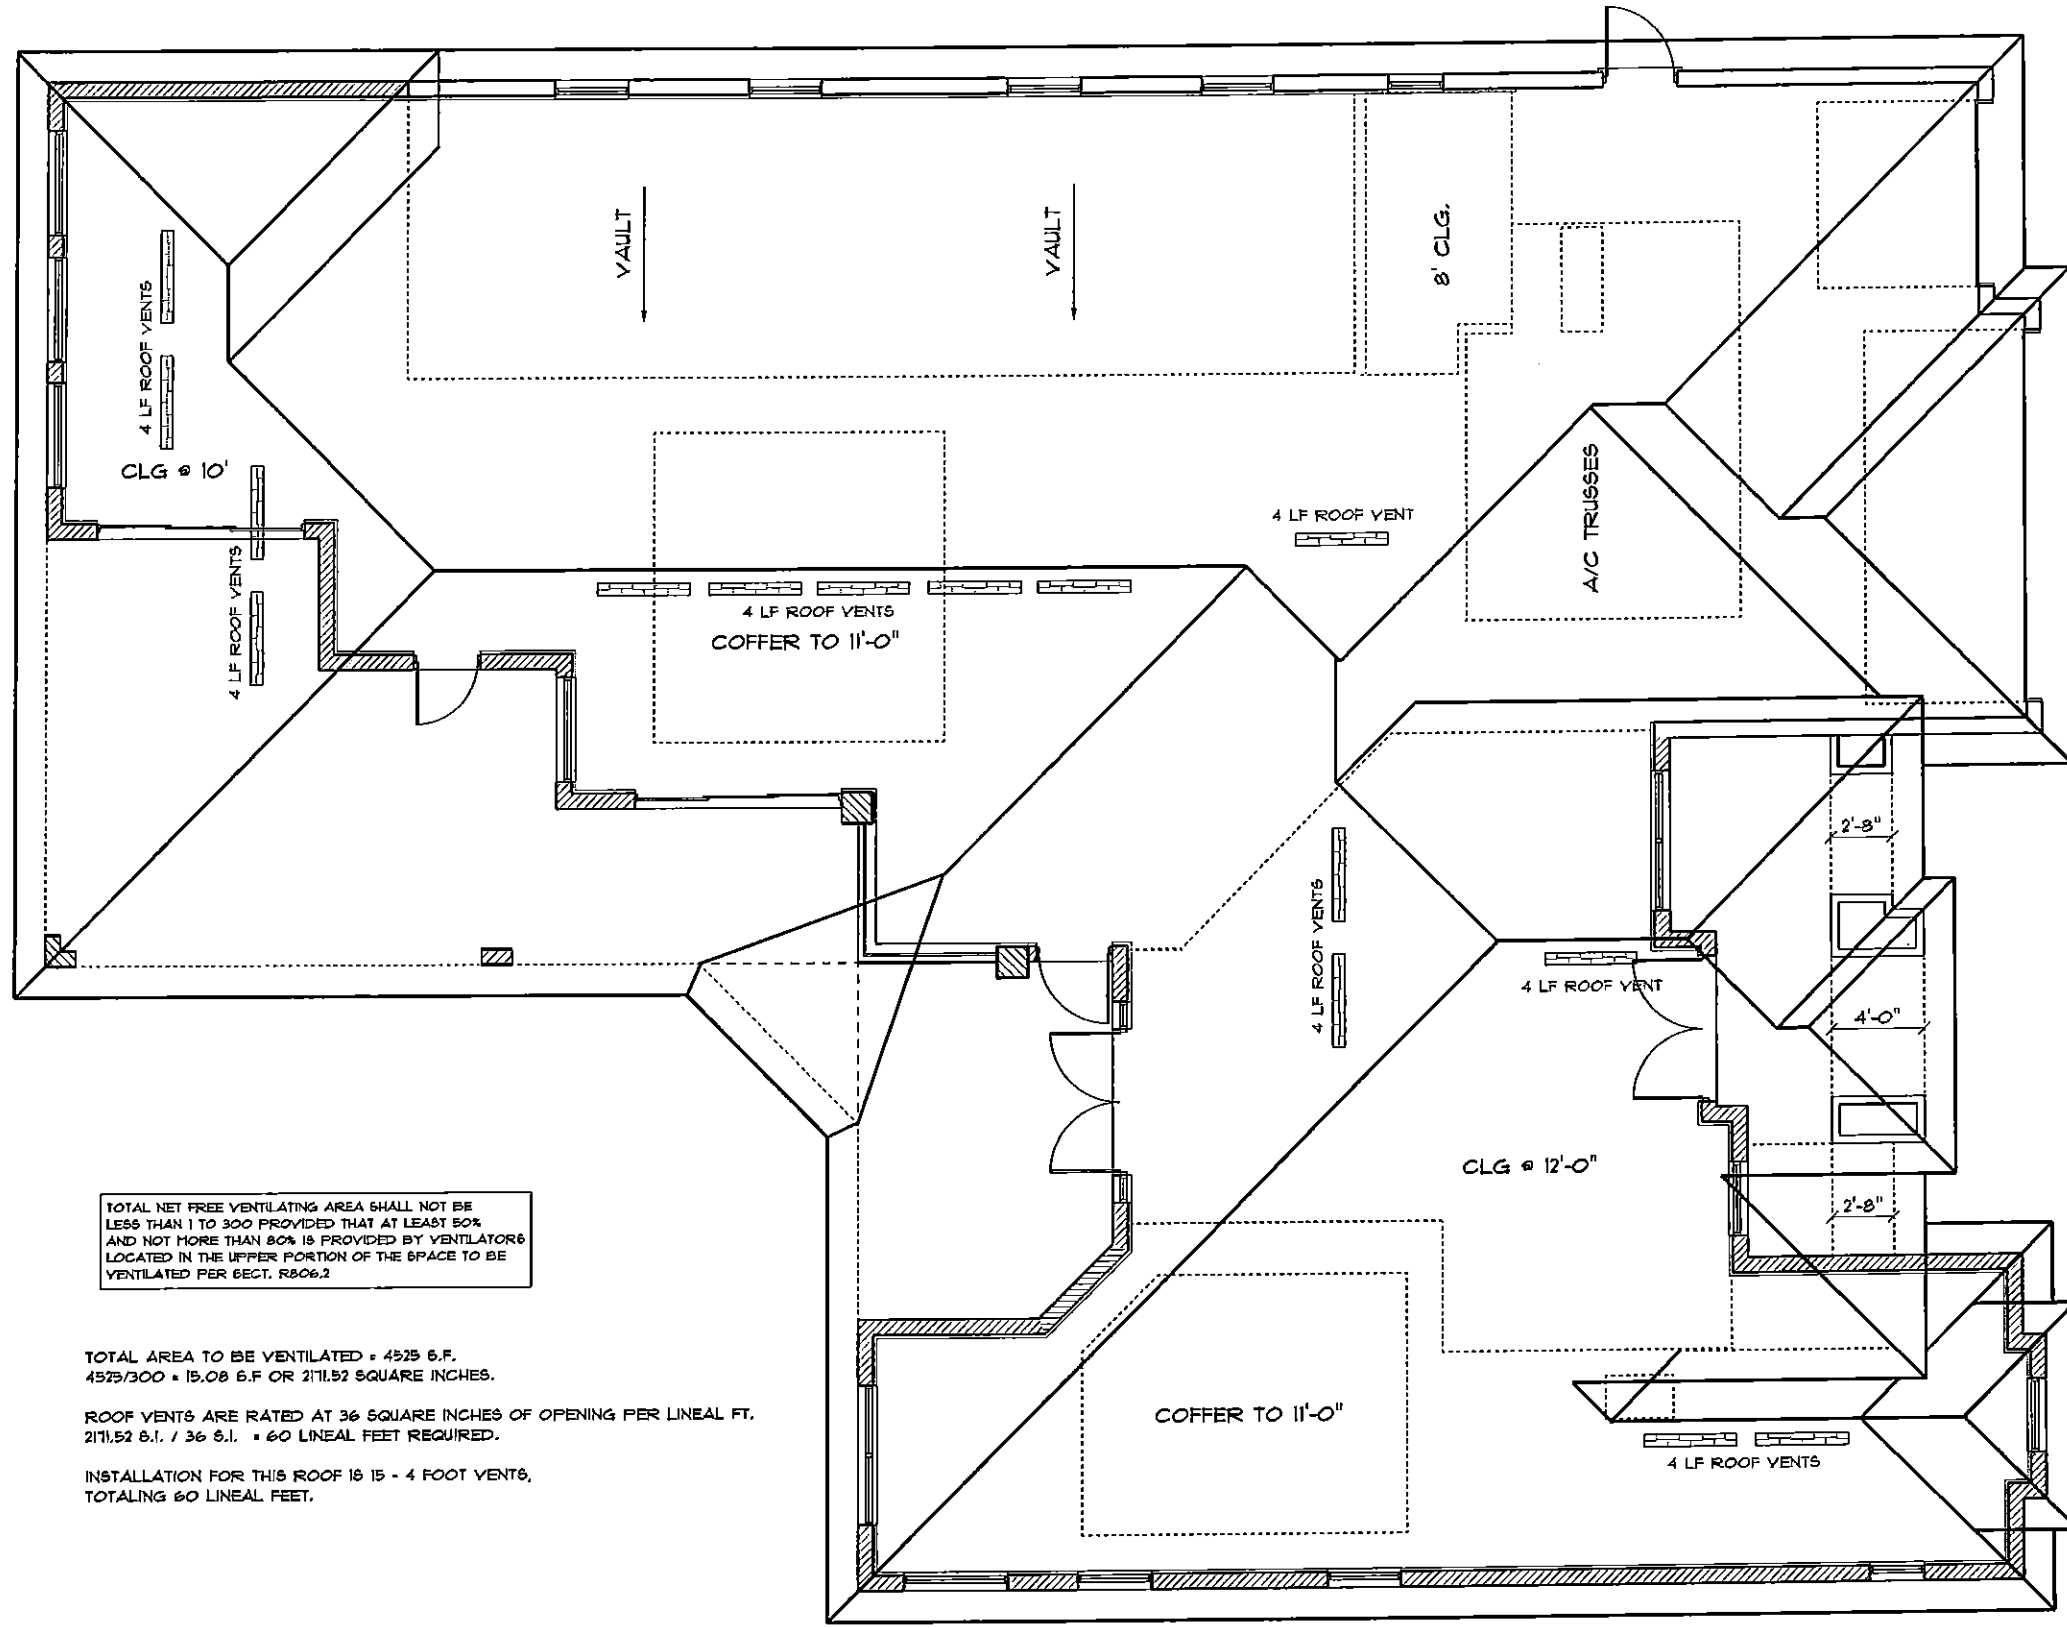 VAULT
VAULT
8' CLG.
4 LF ROOF VENTS
CLG @ 10'
4 LF ROOF VENTS
4 LF ROOF VENT
A/C TRUSSES
4 LF ROOF VENTS
COFFER TO 11'-0"
2'-8"
4 LF ROOF VENTS
4 LF ROOF VENT
4'-0"
CLG @ 12'-0"
2'-8"
TOTAL NET FREE VENTILATING AREA SHALL NOT BE
LESS THAN 1 TO 300 PROVIDED THAT AT LEAST 50%
AND NOT MORE THAN 80% IS PROVIDED BY VENTILATORS
LOCATED IN THE UPPER PORTION OF THE SPACE TO BE
VENTILATED PER SECT. R806.2
TOTAL AREA TO BE VENTILATED = 4525 S.F.
4525/300 = 15.08 S.F OR 2171.52 SQUARE INCHES.
ROOF VENTS ARE RATED AT 36 SQUARE INCHES OF OPENING PER LINEAL FT.
2171.52 S.I. / 36 S.I. = 60 LINEAL FEET REQUIRED.
INSTALLATION FOR THIS ROOF IS 15 - 4 FOOT VENTS,
TOTALING 60 LINEAL FEET.
COFFER TO 11'-0"
4 LF ROOF VENTS